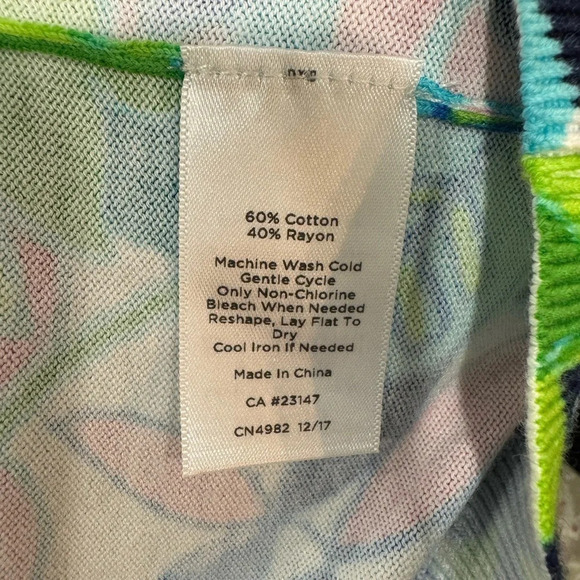 60% Cotton
40% Rayon
Machine Wash Cold
Gentle Cycle
Only Non-Chlorine
Bleach When Needed
Reshape, Lay Flat To
Dry
Cool Iron If Needed
Made In China
CA #23147
CN4982 12/17